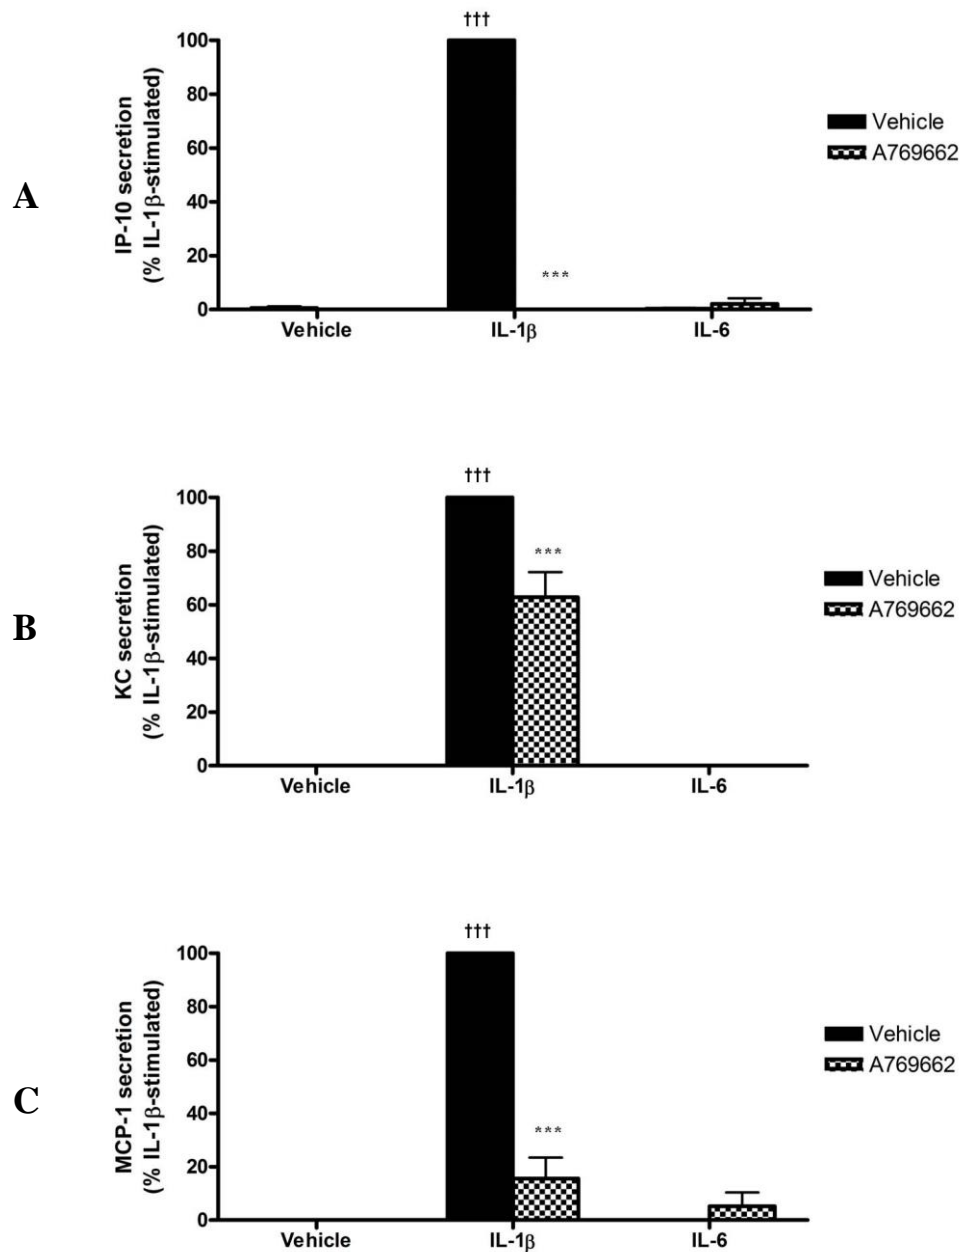 A
IP-10 secretion
(% IL-1β-stimulated)
†††
100
80
60
40
20
0
***
Vehicle IL-1β IL-6
Vehicle
A769662
B
KC secretion
(% IL-1β-stimulated)
†††
100
80
60
40
20
0
***
Vehicle IL-1β IL-6
Vehicle
A769662
C
MCP-1 secretion
(% IL-1β-stimulated)
†††
100
80
60
40
20
0
***
Vehicle IL-1β IL-6
Vehicle
A769662